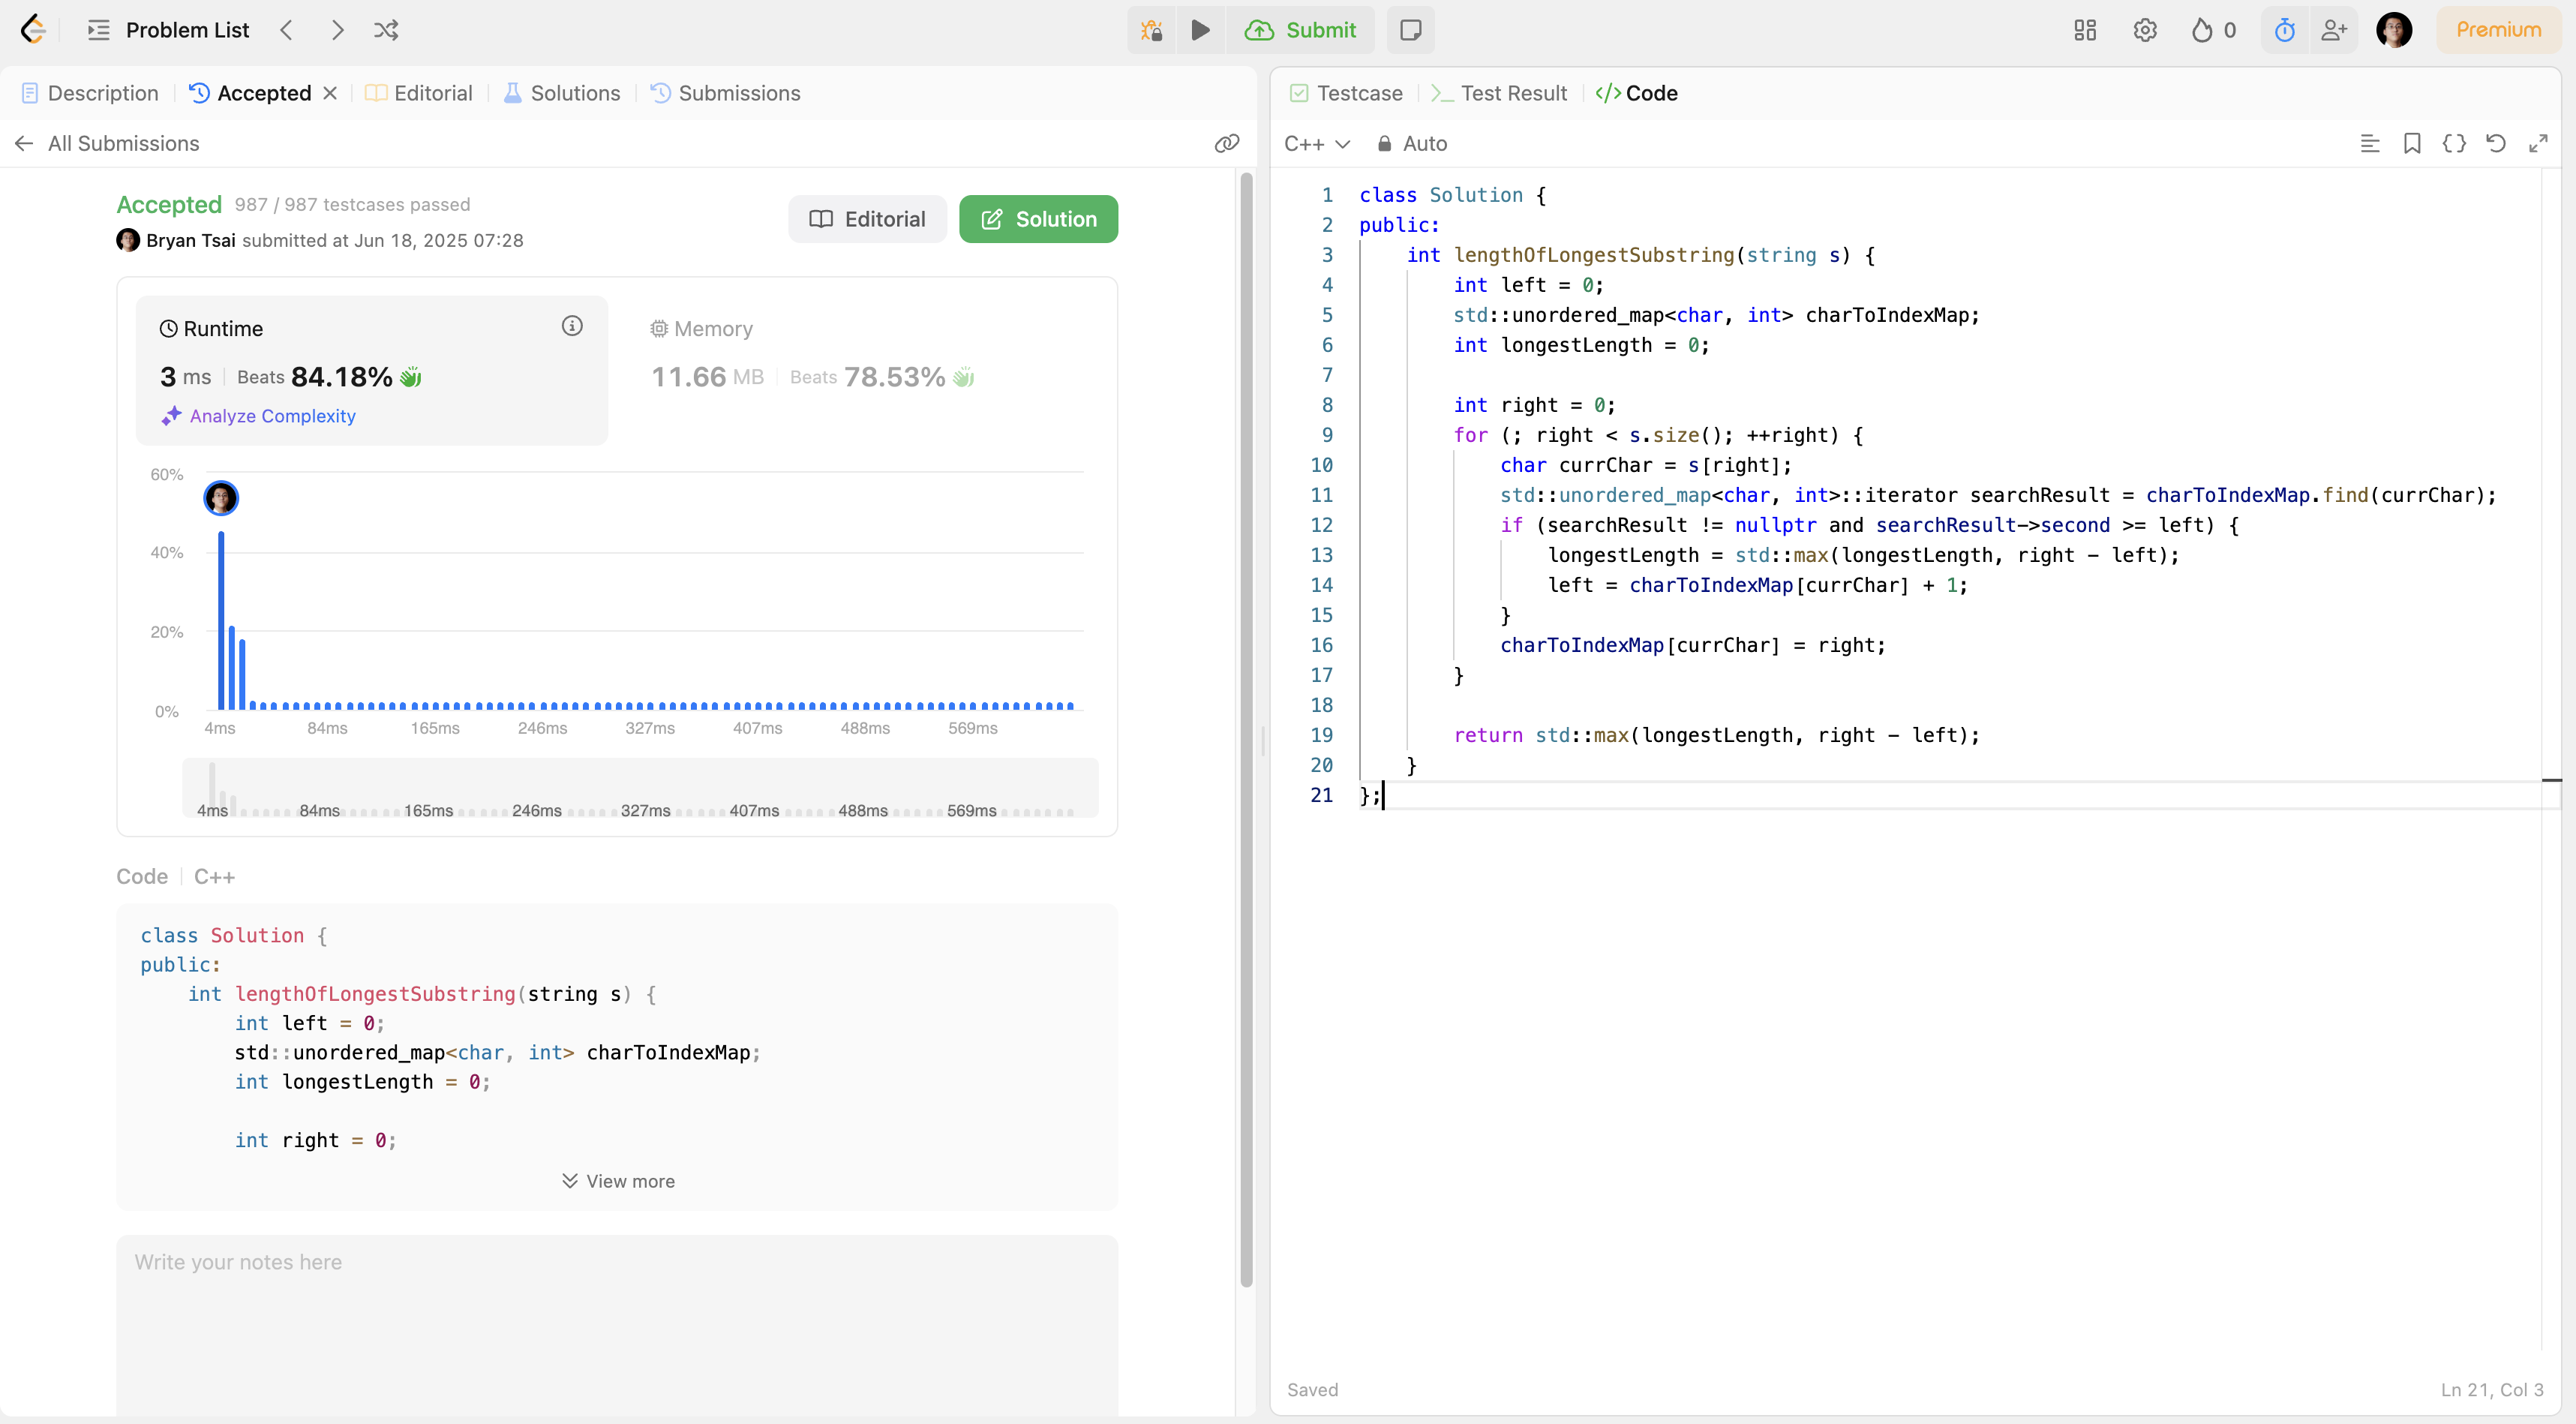 Problem List
Submit
0
Premium
Description
Accepted
Editorial
Solutions
Submissions
All Submissions
Accepted 987 / 987 testcases passed
Bryan Tsai submitted at Jun 18, 2025 07:28
Editorial
Solution
Runtime
3 ms Beats 84.18%
Analyze Complexity
Memory
11.66 MB Beats 78.53%
60%
40%
20%
0%
4ms 84ms 165ms 246ms 327ms 407ms 488ms 569ms
4ms 84ms 165ms 246ms 327ms 407ms 488ms 569ms
Code C++
class Solution {
public:
    int lengthOfLongestSubstring(string s) {
        int left = 0;
        std::unordered_map<char, int> charToIndexMap;
        int longestLength = 0;
        int right = 0;
View more
Write your notes here
Testcase
Test Result
</> Code
C++
Auto
1 class Solution {
2 public:
3     int lengthOfLongestSubstring(string s) {
4         int left = 0;
5         std::unordered_map<char, int> charToIndexMap;
6         int longestLength = 0;
7
8         int right = 0;
9         for (; right < s.size(); ++right) {
10             char currChar = s[right];
11             std::unordered_map<char, int>::iterator searchResult = charToIndexMap.find(currChar);
12             if (searchResult != nullptr and searchResult->second >= left) {
13                 longestLength = std::max(longestLength, right - left);
14                 left = charToIndexMap[currChar] + 1;
15             }
16             charToIndexMap[currChar] = right;
17         }
18
19         return std::max(longestLength, right - left);
20     }
21 };
Saved
Ln 21, Col 3